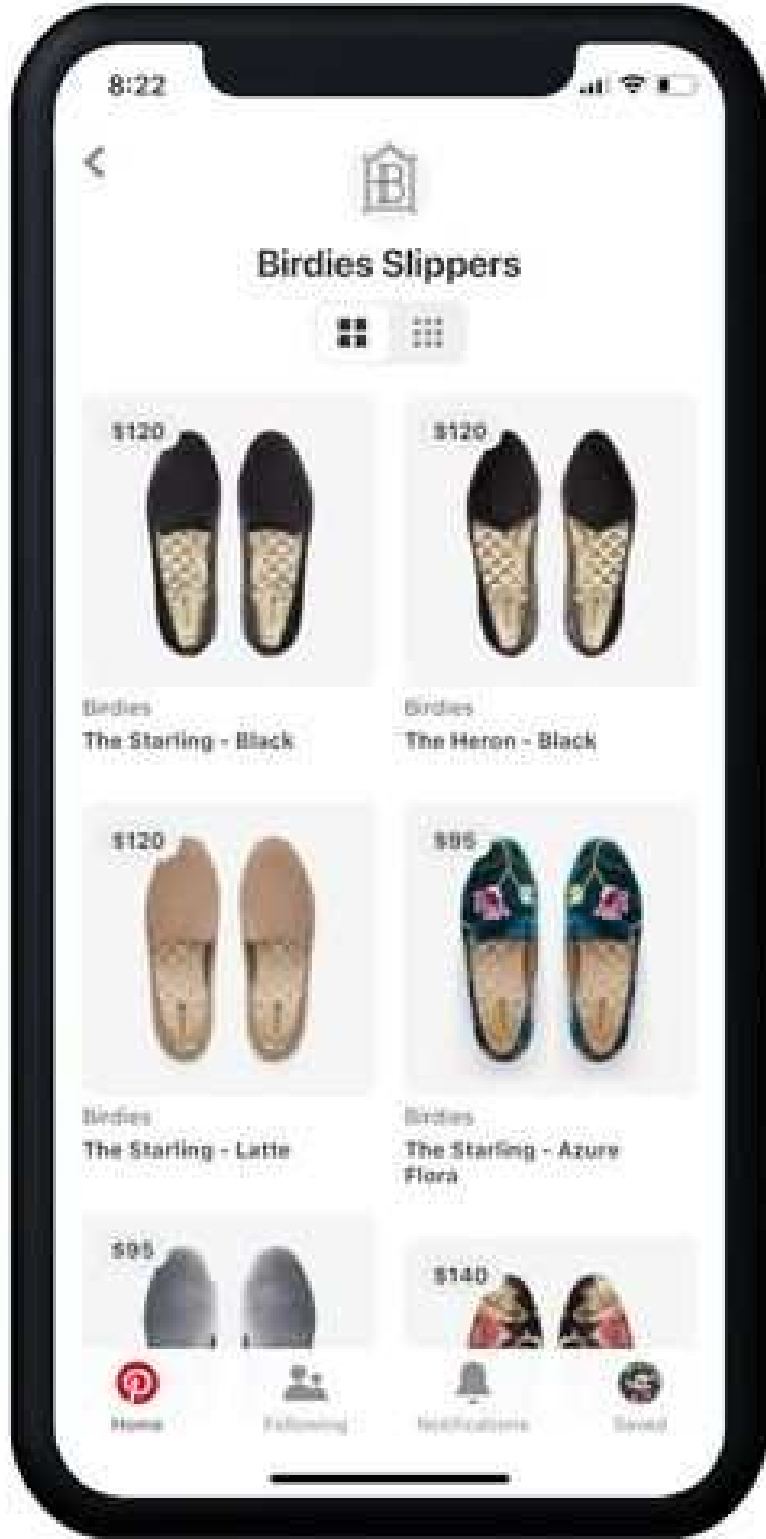 8:22
B
Birdies Slippers
$120
$120
Birdies
Birdies
The Starling - Black
The Heron - Black
$120
$95
Birdies
Birdies
The Starling - Latte
The Starling - Azure
Flora
$95
$140
Home
Following
Notifications
Saved